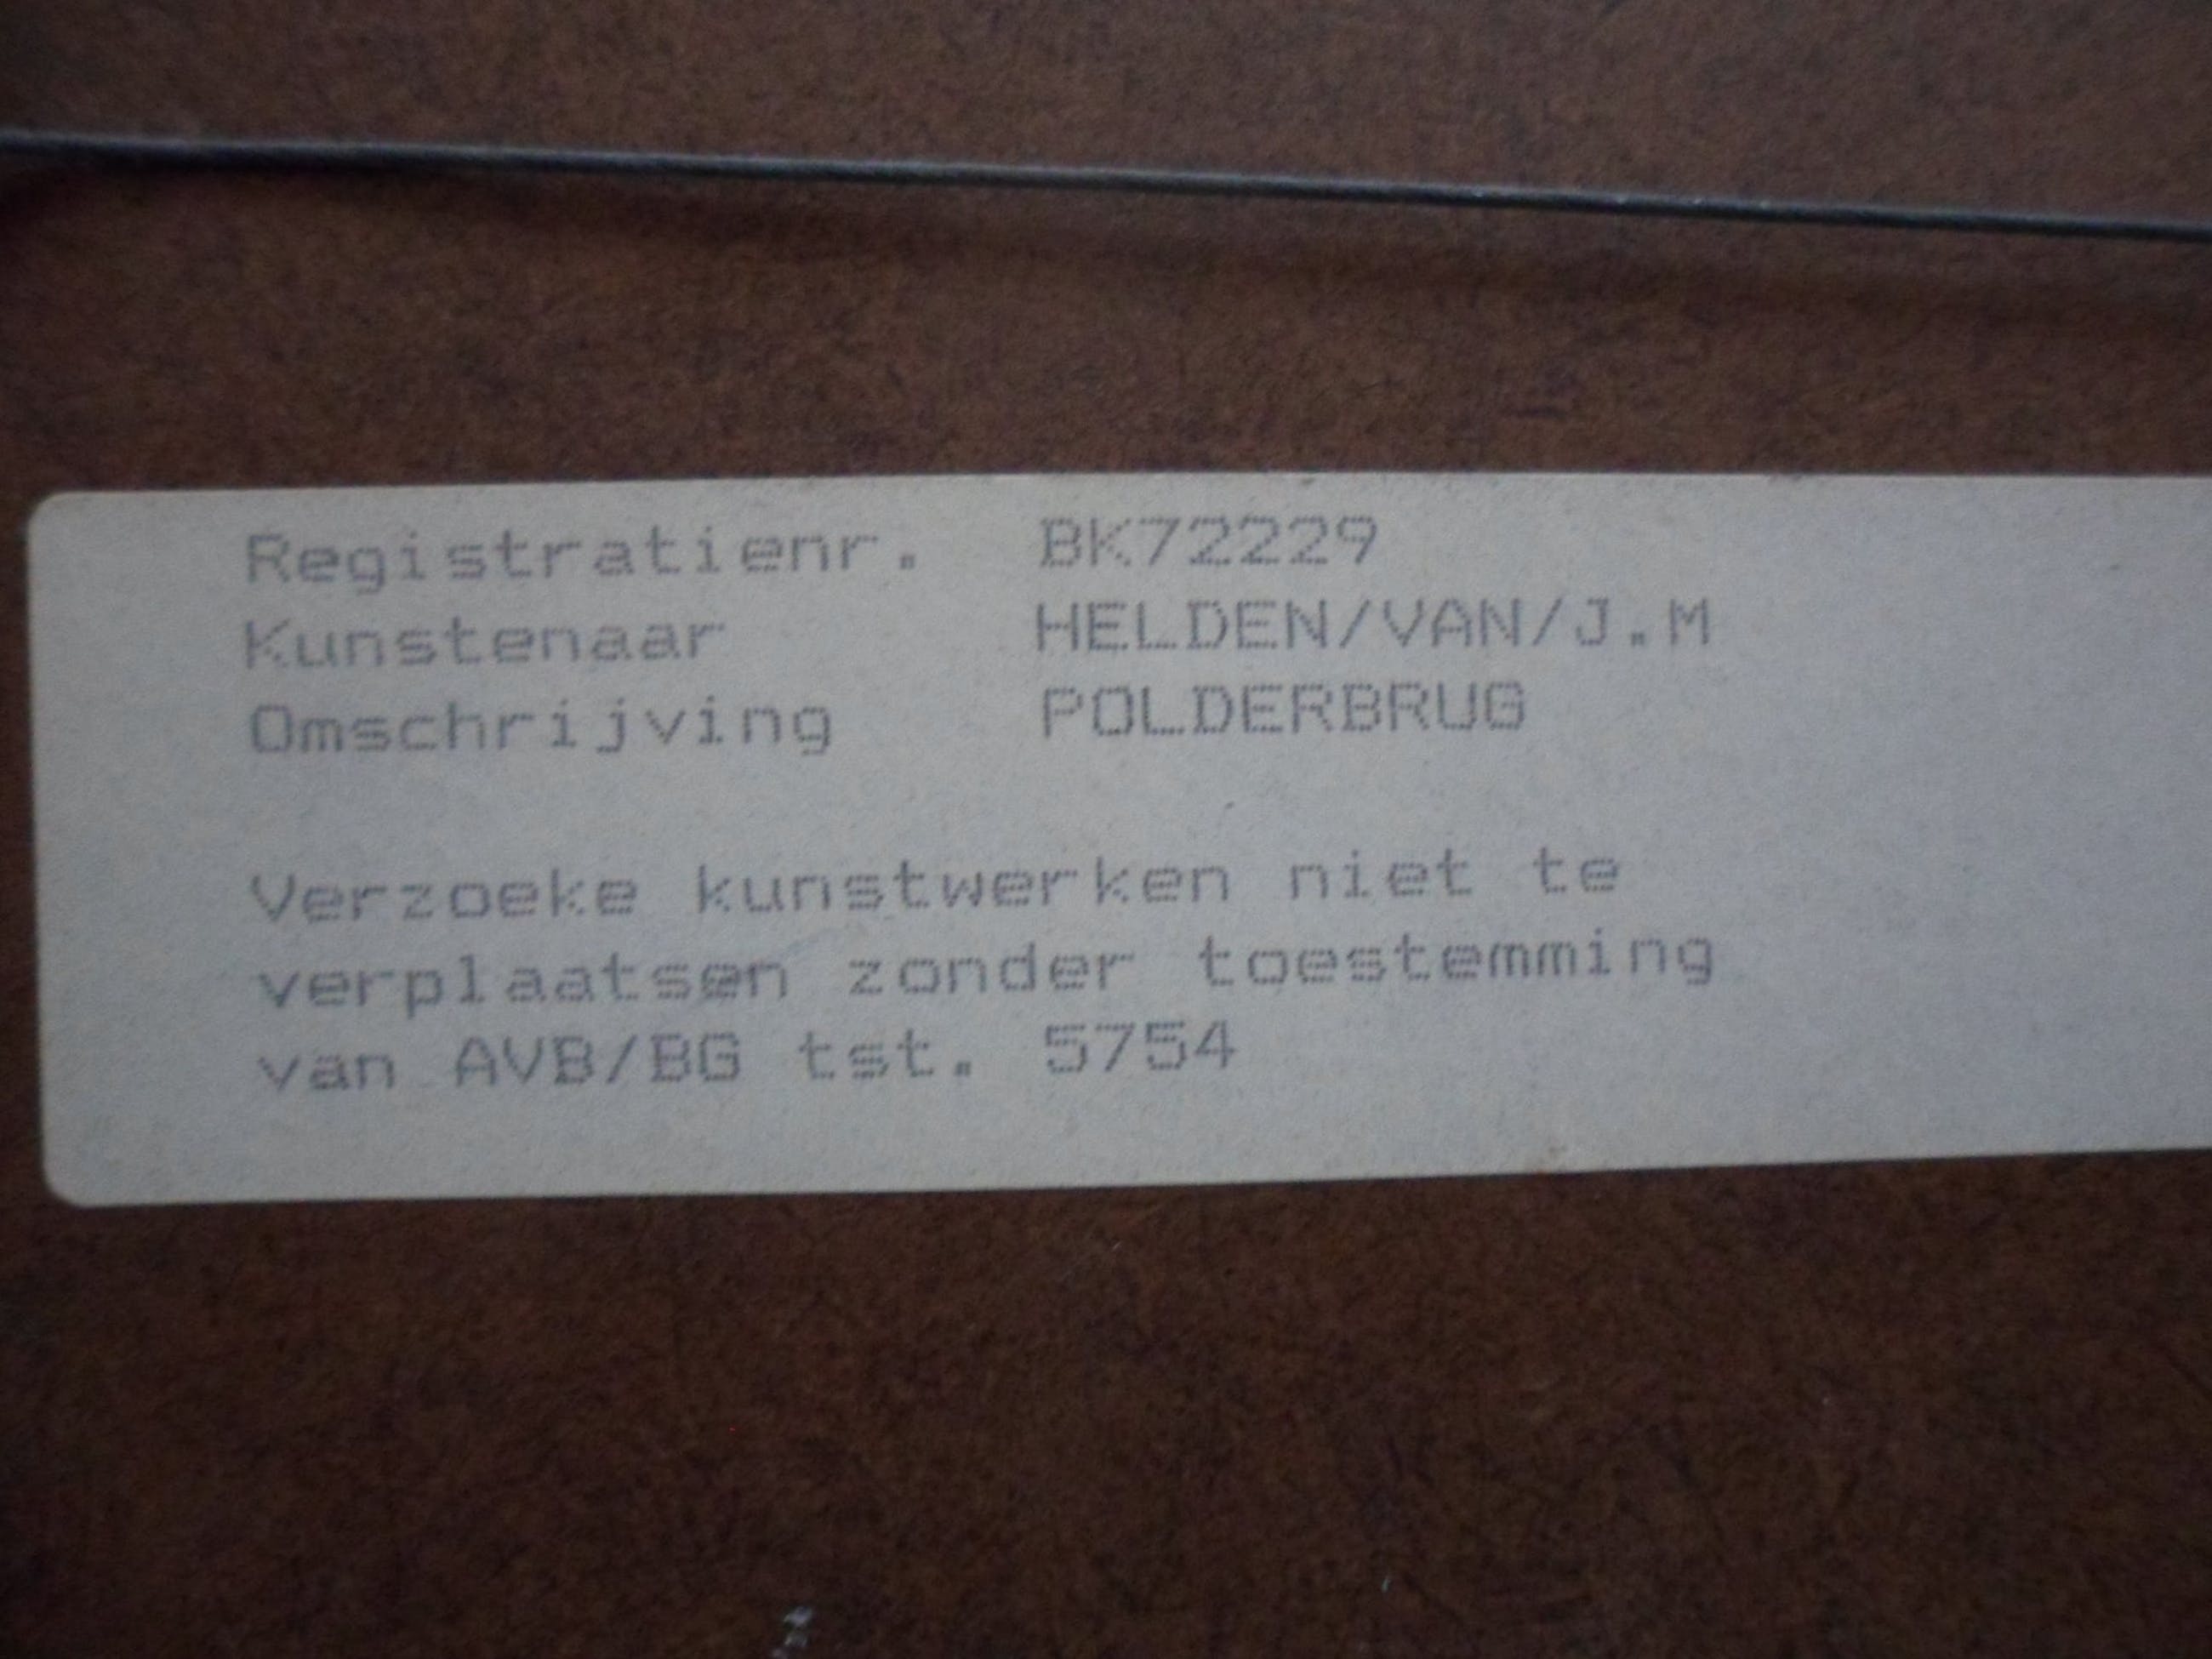 Registratienr. BK72229
Kunstenaar HELDEN/VAN/J.M
Omschrijving POLDERBRUG
Verzoeke kunstwerken niet te
verplaatsen zonder toestemming
van AVB/BG tst. 5754